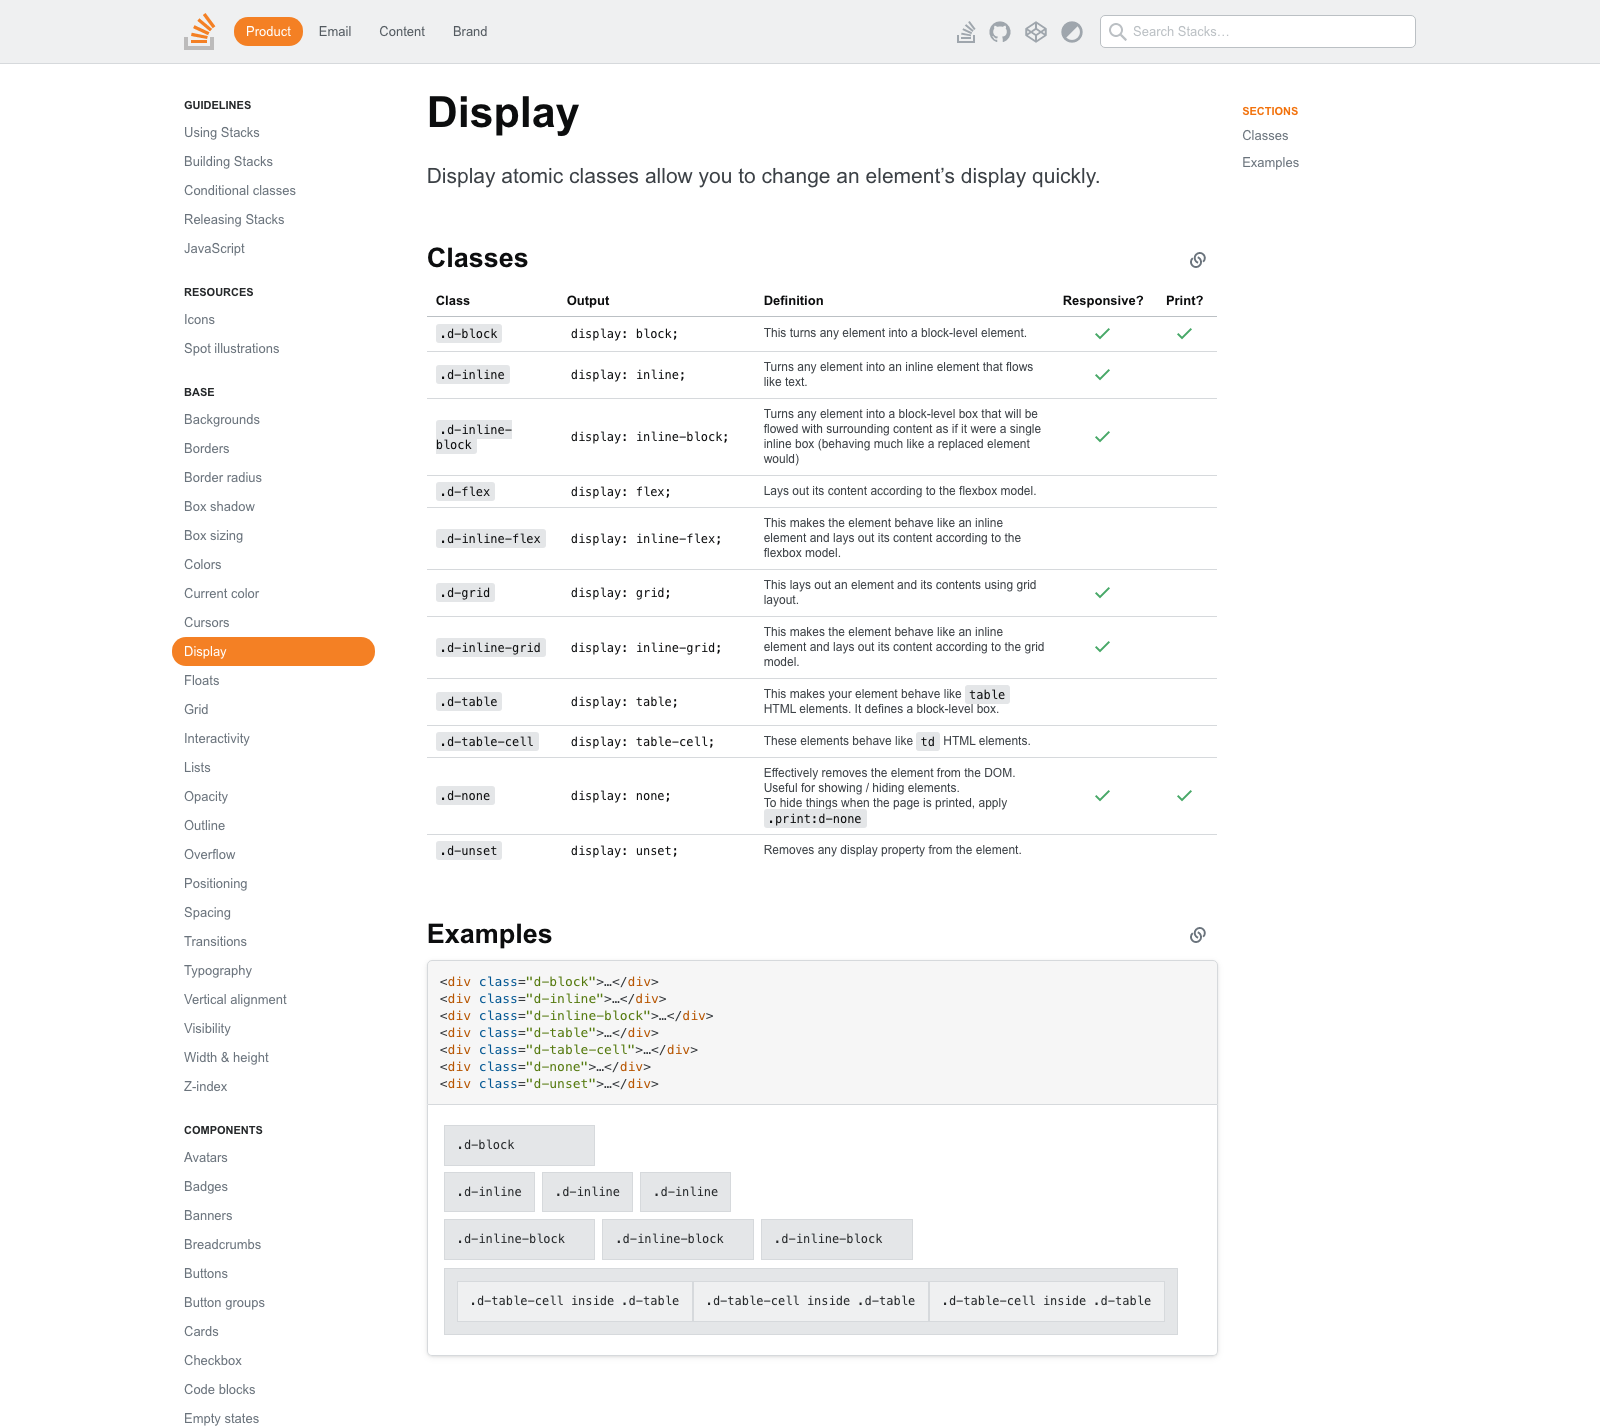 Product
Email
Content
Brand
Search Stacks…
GUIDELINES
Using Stacks
Building Stacks
Conditional classes
Releasing Stacks
JavaScript
RESOURCES
Icons
Spot illustrations
BASE
Backgrounds
Borders
Border radius
Box shadow
Box sizing
Colors
Current color
Cursors
Display
Floats
Grid
Interactivity
Lists
Opacity
Outline
Overflow
Positioning
Spacing
Transitions
Typography
Vertical alignment
Visibility
Width & height
Z-index
COMPONENTS
Avatars
Badges
Banners
Breadcrumbs
Buttons
Button groups
Cards
Checkbox
Code blocks
Empty states
Display
Display atomic classes allow you to change an element’s display quickly.
Classes
Class Output Definition Responsive? Print?
.d-block display: block; This turns any element into a block-level element.
.d-inline display: inline; Turns any element into an inline element that flows
like text.
.d-inline-
block
display: inline-block;
Turns any element into a block-level box that will be
flowed with surrounding content as if it were a single
inline box (behaving much like a replaced element
would)
.d-flex display: flex; Lays out its content according to the flexbox model.
.d-inline-flex display: inline-flex;
This makes the element behave like an inline
element and lays out its content according to the
flexbox model.
.d-grid display: grid; This lays out an element and its contents using grid
layout.
.d-inline-grid display: inline-grid;
This makes the element behave like an inline
element and lays out its content according to the grid
model.
.d-table display: table; This makes your element behave like table
HTML elements. It defines a block-level box.
.d-table-cell display: table-cell; These elements behave like td HTML elements.
.d-none display: none;
Effectively removes the element from the DOM.
Useful for showing / hiding elements.
To hide things when the page is printed, apply
.print:d-none
.d-unset display: unset; Removes any display property from the element.
Examples
<div class="d-block">…</div>
<div class="d-inline">…</div>
<div class="d-inline-block">…</div>
<div class="d-table">…</div>
<div class="d-table-cell">…</div>
<div class="d-none">…</div>
<div class="d-unset">…</div>
.d-block
.d-inline .d-inline .d-inline
.d-inline-block .d-inline-block .d-inline-block
.d-table-cell inside .d-table .d-table-cell inside .d-table .d-table-cell inside .d-table
SECTIONS
Classes
Examples